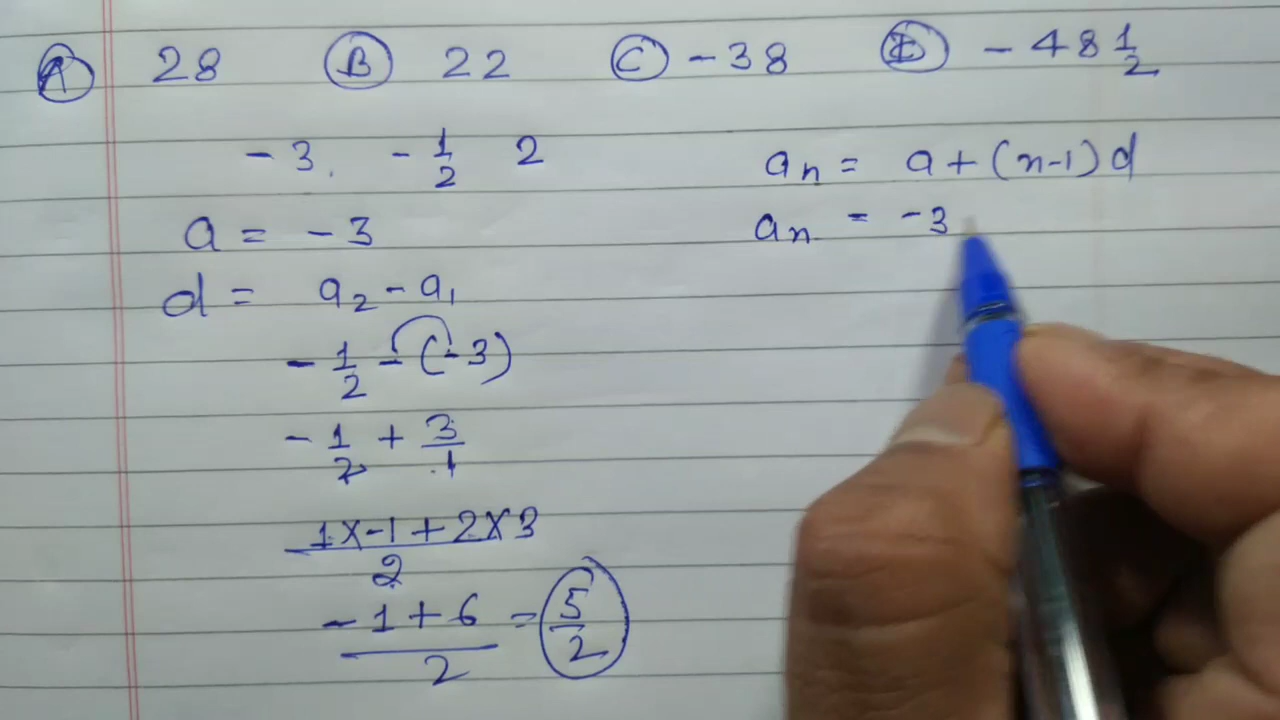 (A) 28 (B) 22 (C) -38 (D) -48 1/2
-3, -1/2 2
a = -3
d = a₂ - a₁
-1/2 - (-3)
-1/2 + 3/1
1×-1+2×3/2
-1+6/2 = 5/2
aₙ = a+(n-1)d
aₙ = -3